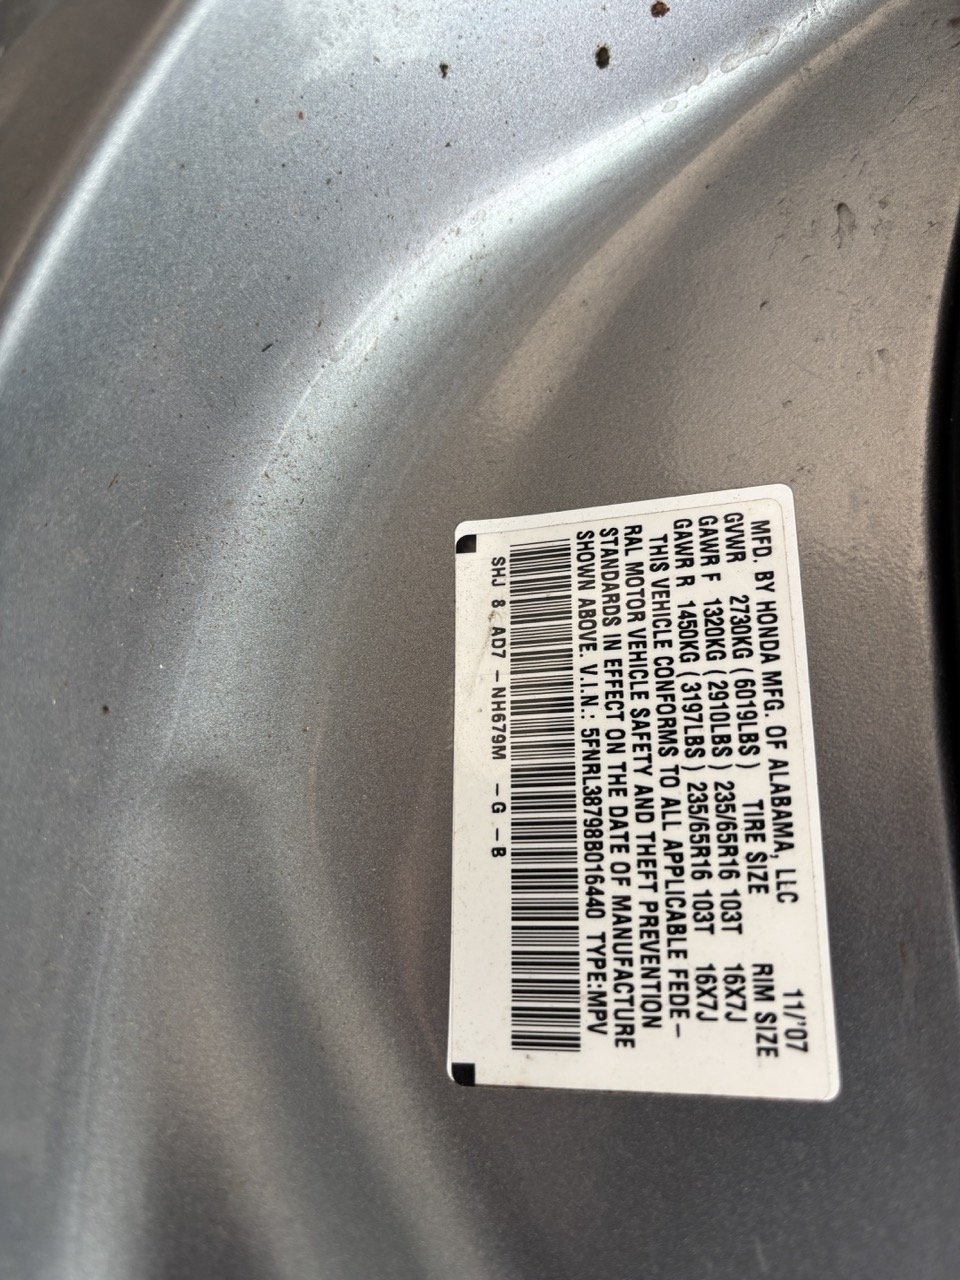 MFD. BY HONDA MFG. OF ALABAMA, LLC 11/'07
GVWR 2730KG (6019LBS) TIRE SIZE RIM SIZE
GAWR F 1320KG (2910LBS) 235/65R16 103T 16X7J
GAWR R 1450KG (3197LBS) 235/65R16 103T 16X7J
THIS VEHICLE CONFORMS TO ALL APPLICABLE FEDE-
RAL MOTOR VEHICLE SAFETY AND THEFT PREVENTION
STANDARDS IN EFFECT ON THE DATE OF MANUFACTURE
SHOWN ABOVE. V.I.N.: 5FNRL38798B016440 TYPE:MPV
SHJ 8 AD7 -NH679M -G -B